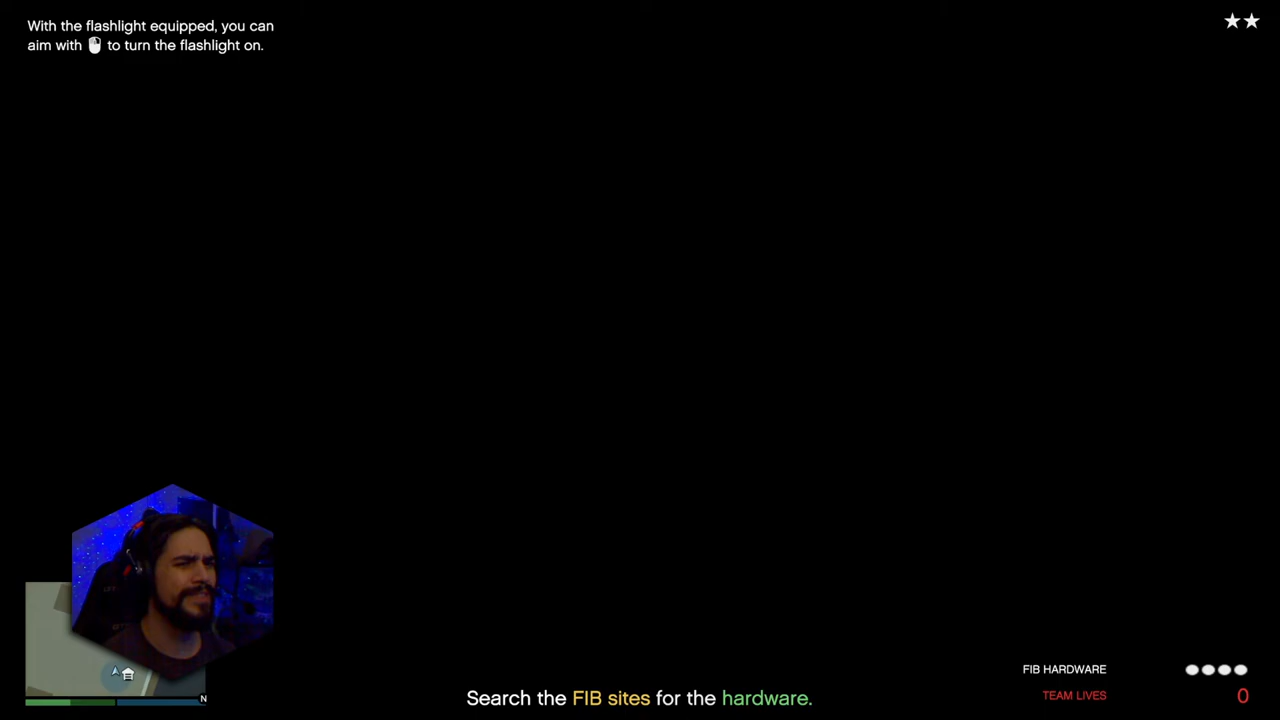 With the flashlight equipped, you can
aim with to turn the flashlight on.
N
FIB HARDWARE
TEAM LIVES 0
Search the FIB sites for the hardware.